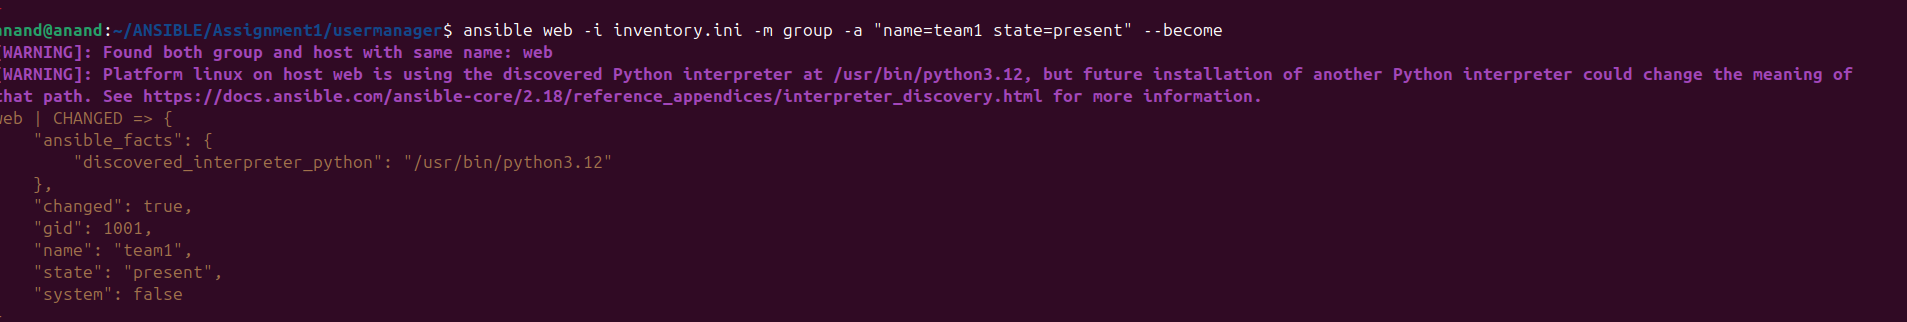 anand@anand:~/ANSIBLE/Assignment1/usermanager$ ansible web -i inventory.ini -m group -a "name=team1 state=present" --become
[WARNING]: Found both group and host with same name: web
[WARNING]: Platform linux on host web is using the discovered Python interpreter at /usr/bin/python3.12, but future installation of another Python interpreter could change the meaning of
that path. See https://docs.ansible.com/ansible-core/2.18/reference_appendices/interpreter_discovery.html for more information.
web | CHANGED => {
    "ansible_facts": {
        "discovered_interpreter_python": "/usr/bin/python3.12"
    },
    "changed": true,
    "gid": 1001,
    "name": "team1",
    "state": "present",
    "system": false